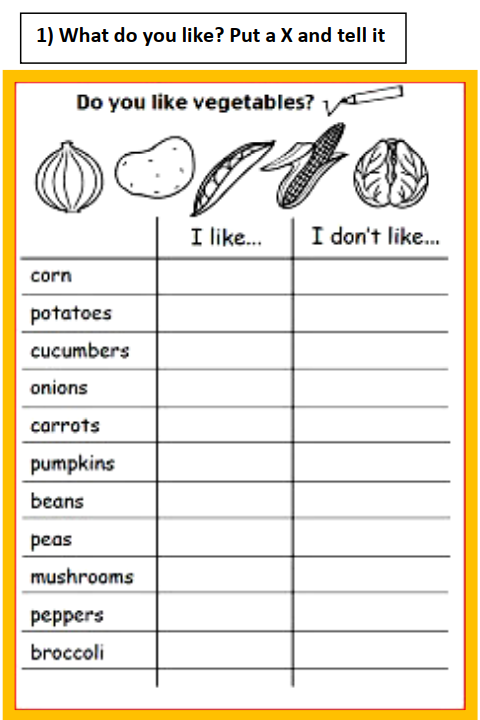 1) What do you like? Put a X and tell it
Do you like vegetables?
I like... I don't like...
corn
potatoes
cucumbers
onions
carrots
pumpkins
beans
peas
mushrooms
peppers
broccoli